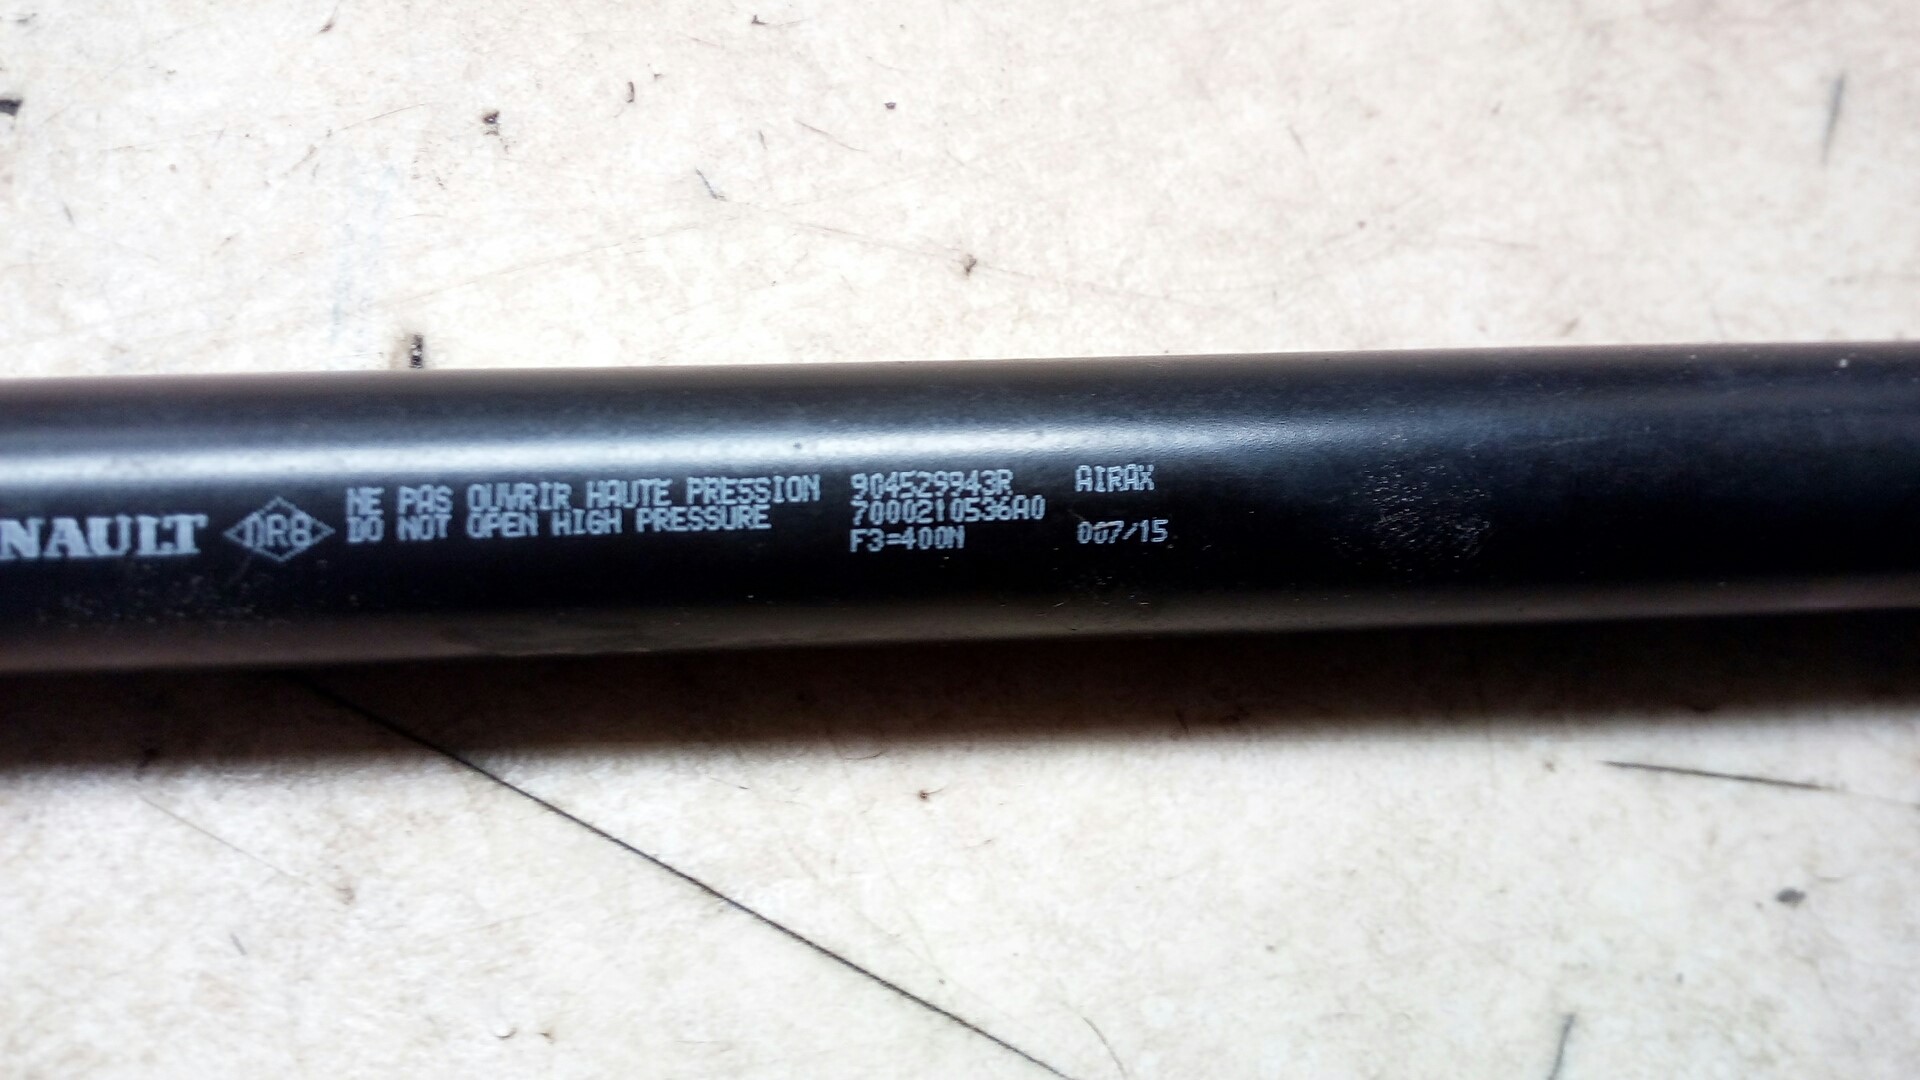 NAULT
DR8
NE PAS OUVRIR HAUTE PRESSION
DO NOT OPEN HIGH PRESSURE
904529943R
7000210536A0
F3=400N
AIRAX
007/15